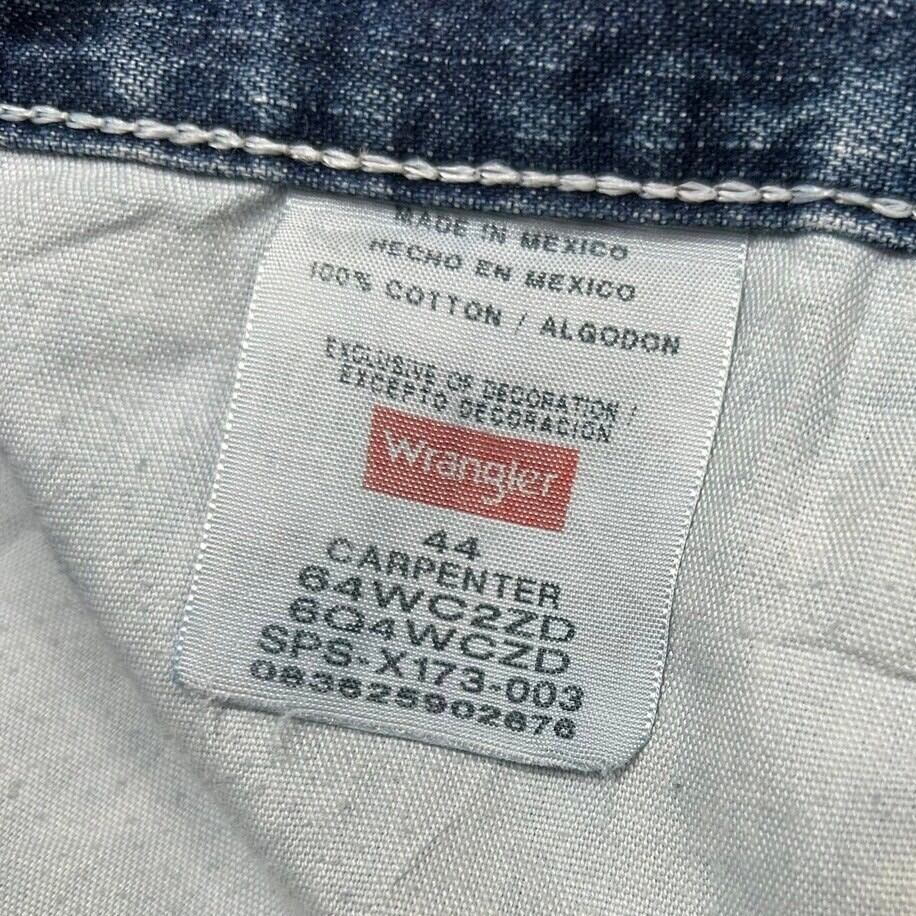 MADE IN MEXICO
HECHO EN MEXICO
100% COTTON / ALGODON
EXCLUSIVE OF DECORATION /
EXCEPTO DECORACION
Wrangler
44
CARPENTER
64WC2ZD
6Q4WCZD
SPS-X173-003
083625902676